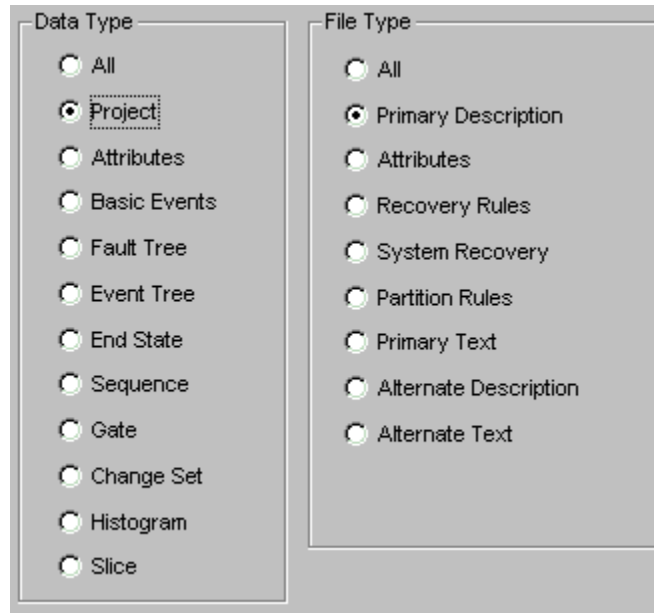 Data Type
All
Project
Attributes
Basic Events
Fault Tree
Event Tree
End State
Sequence
Gate
Change Set
Histogram
Slice
File Type
All
Primary Description
Attributes
Recovery Rules
System Recovery
Partition Rules
Primary Text
Alternate Description
Alternate Text